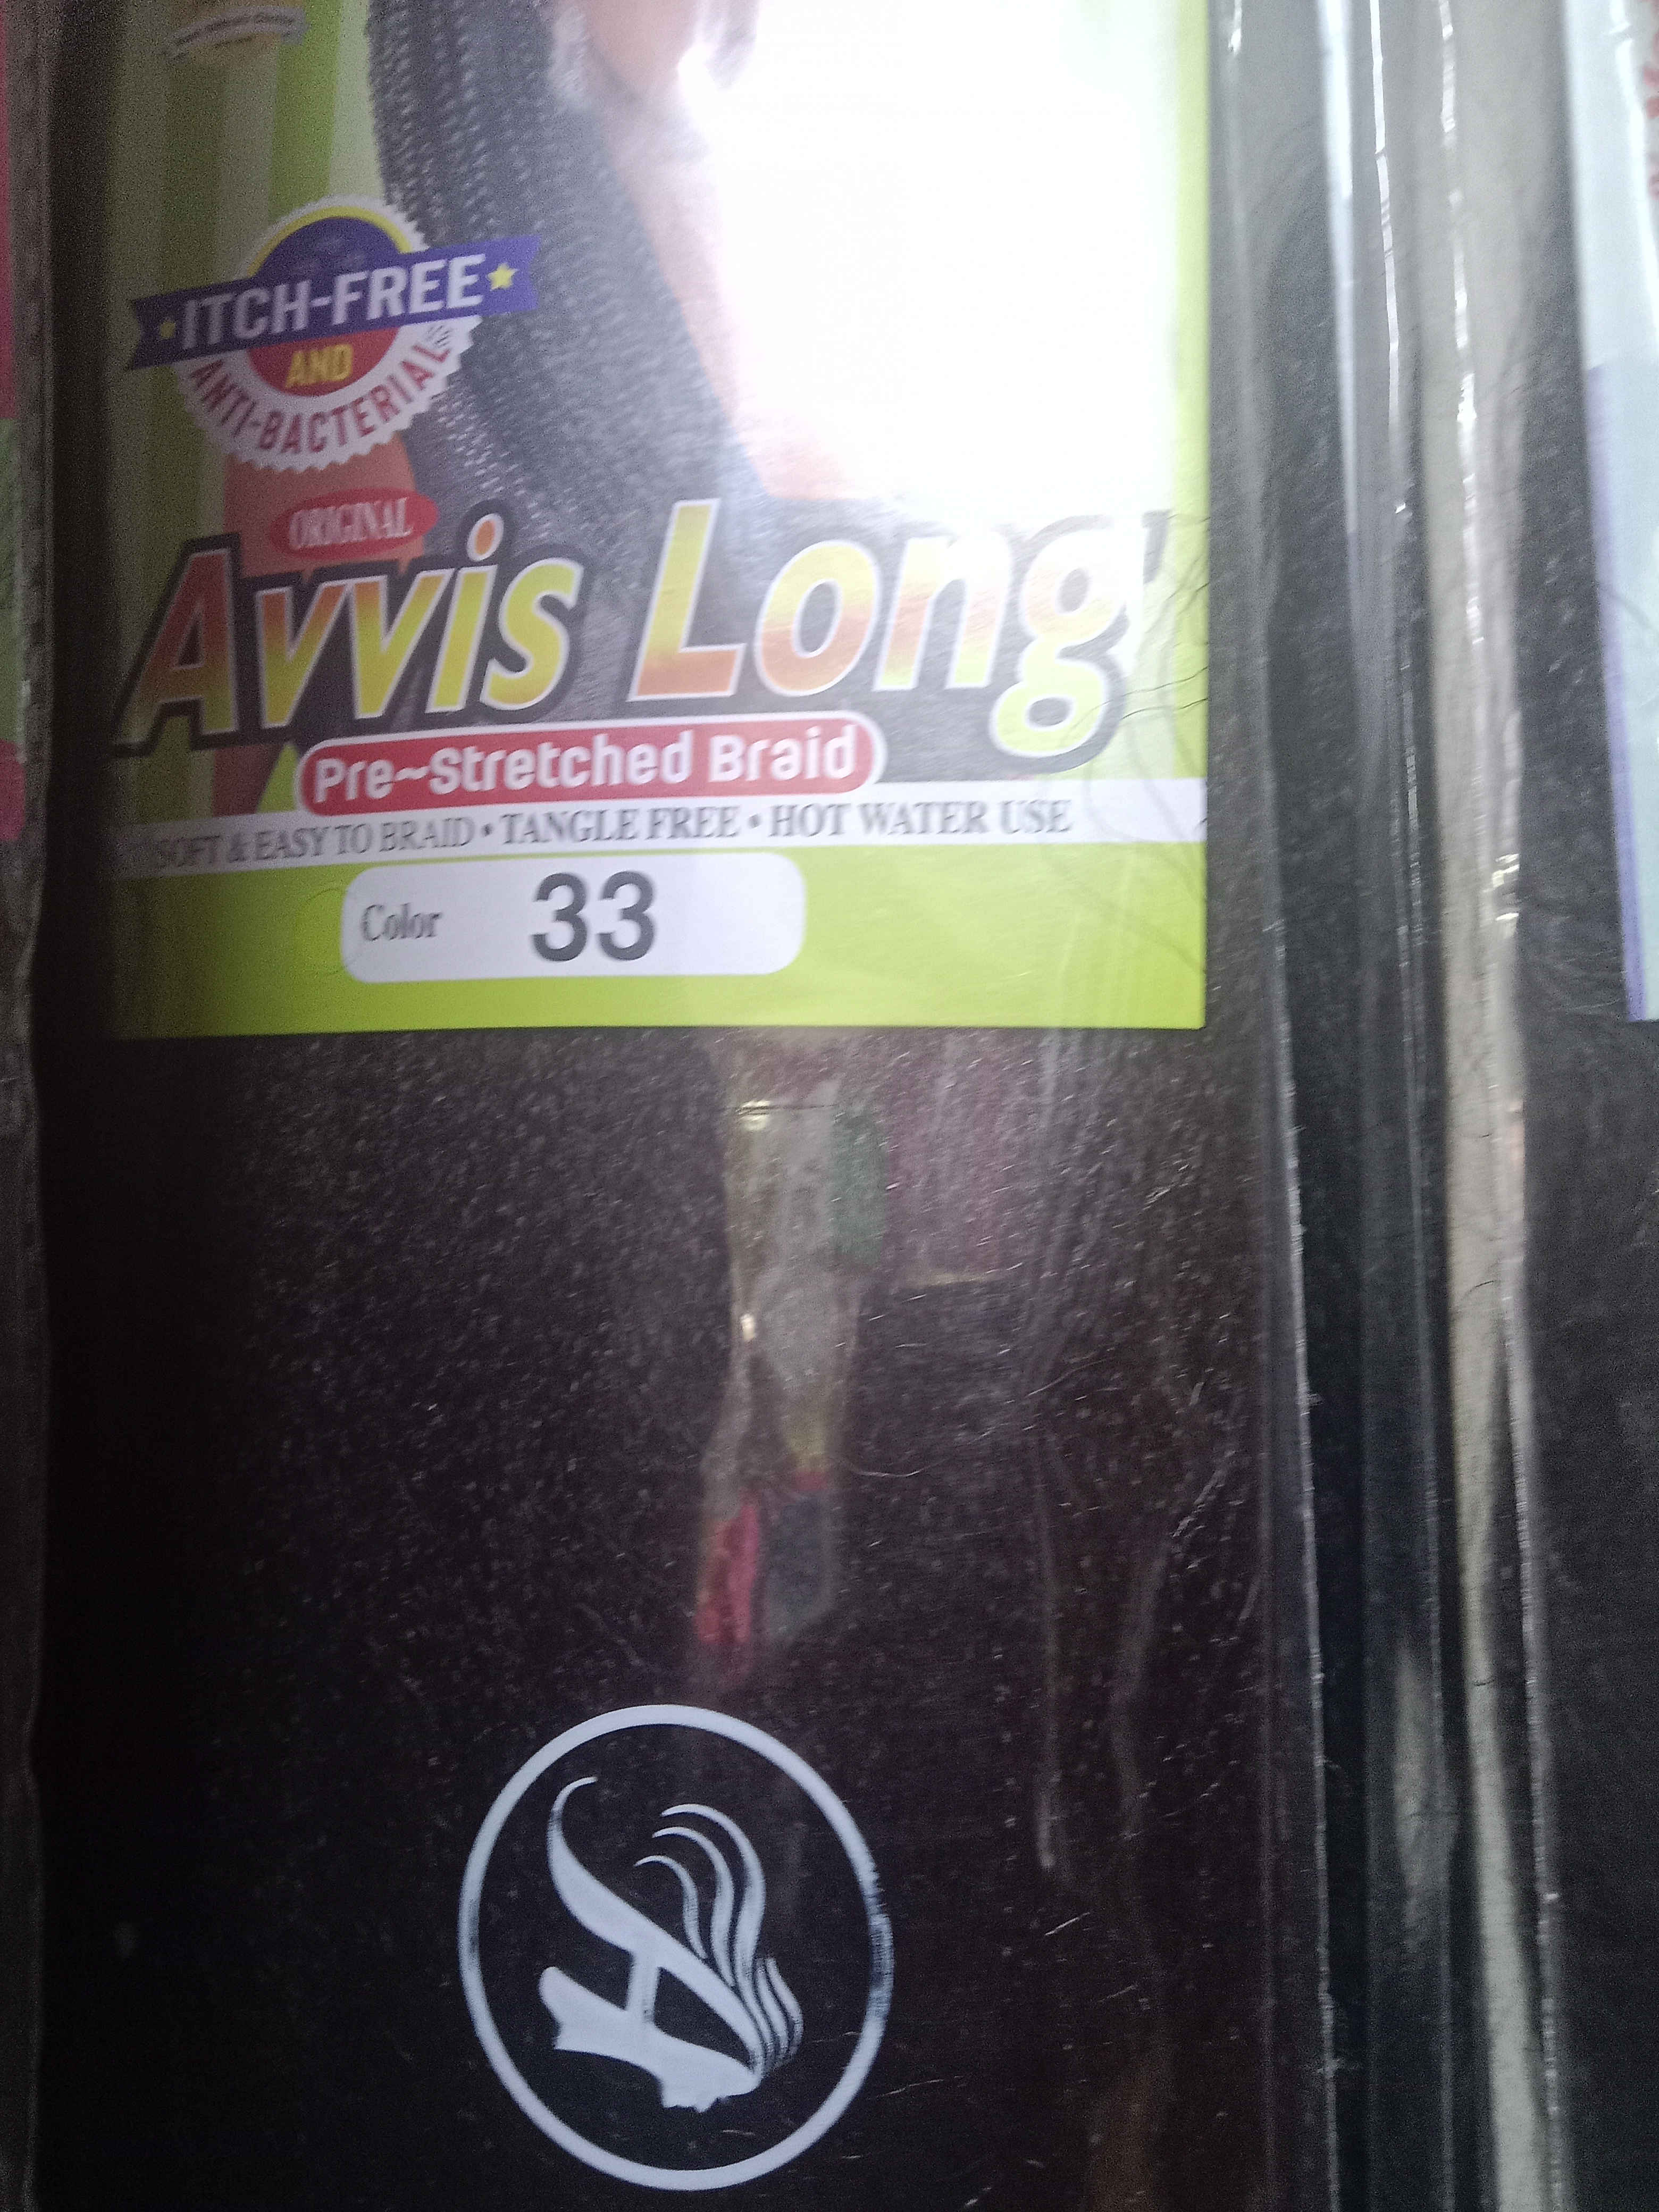 ITCH-FREE
AND
ANTI-BACTERIAL
ORIGINAL
Avvis Long
Pre~Stretched Braid
SOFT & EASY TO BRAID • TANGLE FREE • HOT WATER USE
Color 33